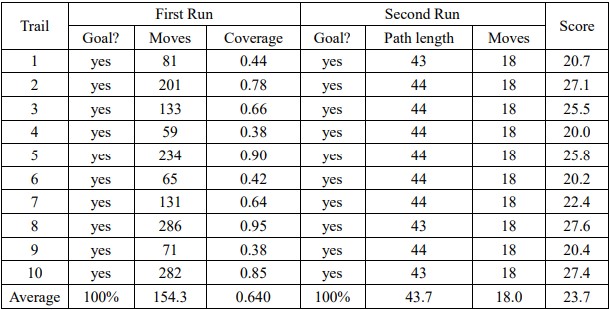 Trail First Run Second Run Score
Goal? Moves Coverage Goal? Path length Moves
1 yes 81 0.44 yes 43 18 20.7
2 yes 201 0.78 yes 44 18 27.1
3 yes 133 0.66 yes 44 18 25.5
4 yes 59 0.38 yes 44 18 20.0
5 yes 234 0.90 yes 44 18 25.8
6 yes 65 0.42 yes 44 18 20.2
7 yes 131 0.64 yes 44 18 22.4
8 yes 286 0.95 yes 43 18 27.6
9 yes 71 0.38 yes 44 18 20.4
10 yes 282 0.85 yes 43 18 27.4
Average 100% 154.3 0.640 100% 43.7 18.0 23.7